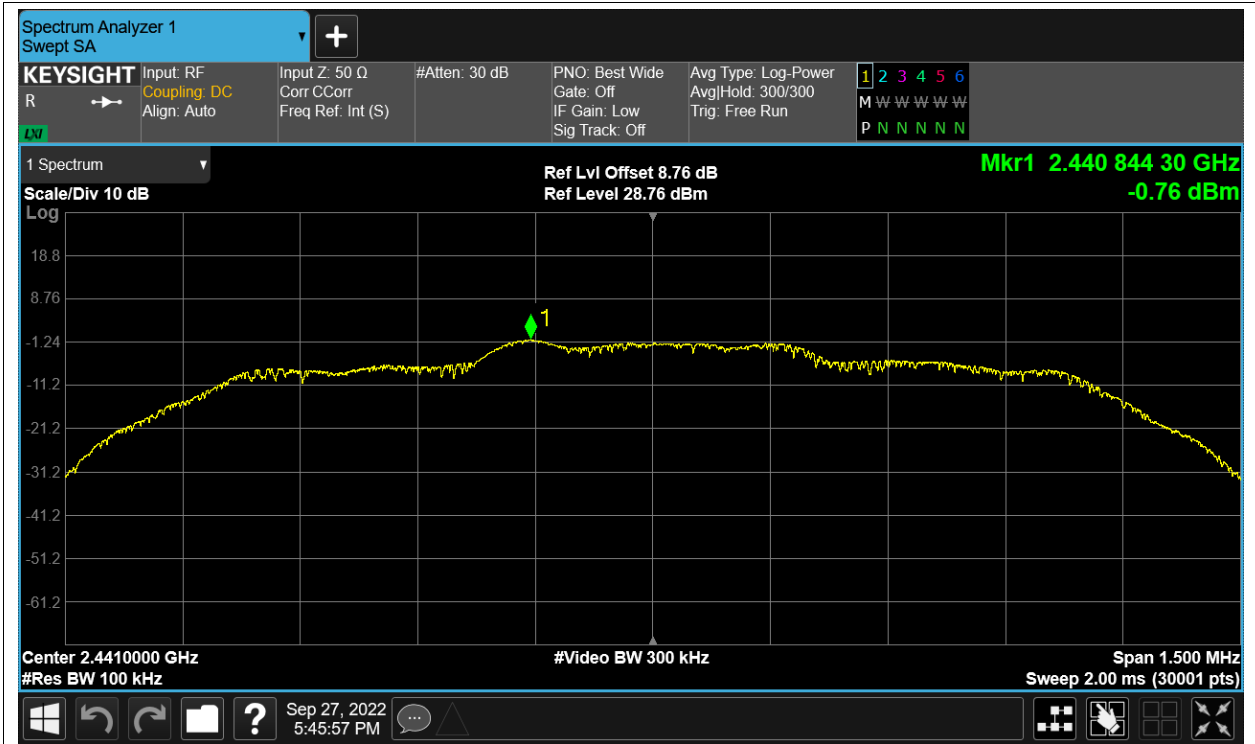 Spectrum Analyzer 1
Swept SA
+
KEYSIGHT
R
LXI
Input: RF
Coupling: DC
Align: Auto
Input Z: 50 Ω
Corr CCorr
Freq Ref: Int (S)
#Atten: 30 dB
PNO: Best Wide
Gate: Off
IF Gain: Low
Sig Track: Off
Avg Type: Log-Power
Avg|Hold: 300/300
Trig: Free Run
1 2 3 4 5 6
M W W W W W
P N N N N N
1 Spectrum
Scale/Div 10 dB
Log
Ref Lvl Offset 8.76 dB
Ref Level 28.76 dBm
Mkr1 2.440 844 30 GHz
-0.76 dBm
18.8
8.76
-1.24
-11.2
-21.2
-31.2
-41.2
-51.2
-61.2
1
Center 2.4410000 GHz
#Res BW 100 kHz
#Video BW 300 kHz
Span 1.500 MHz
Sweep 2.00 ms (30001 pts)
?
Sep 27, 2022
5:45:57 PM